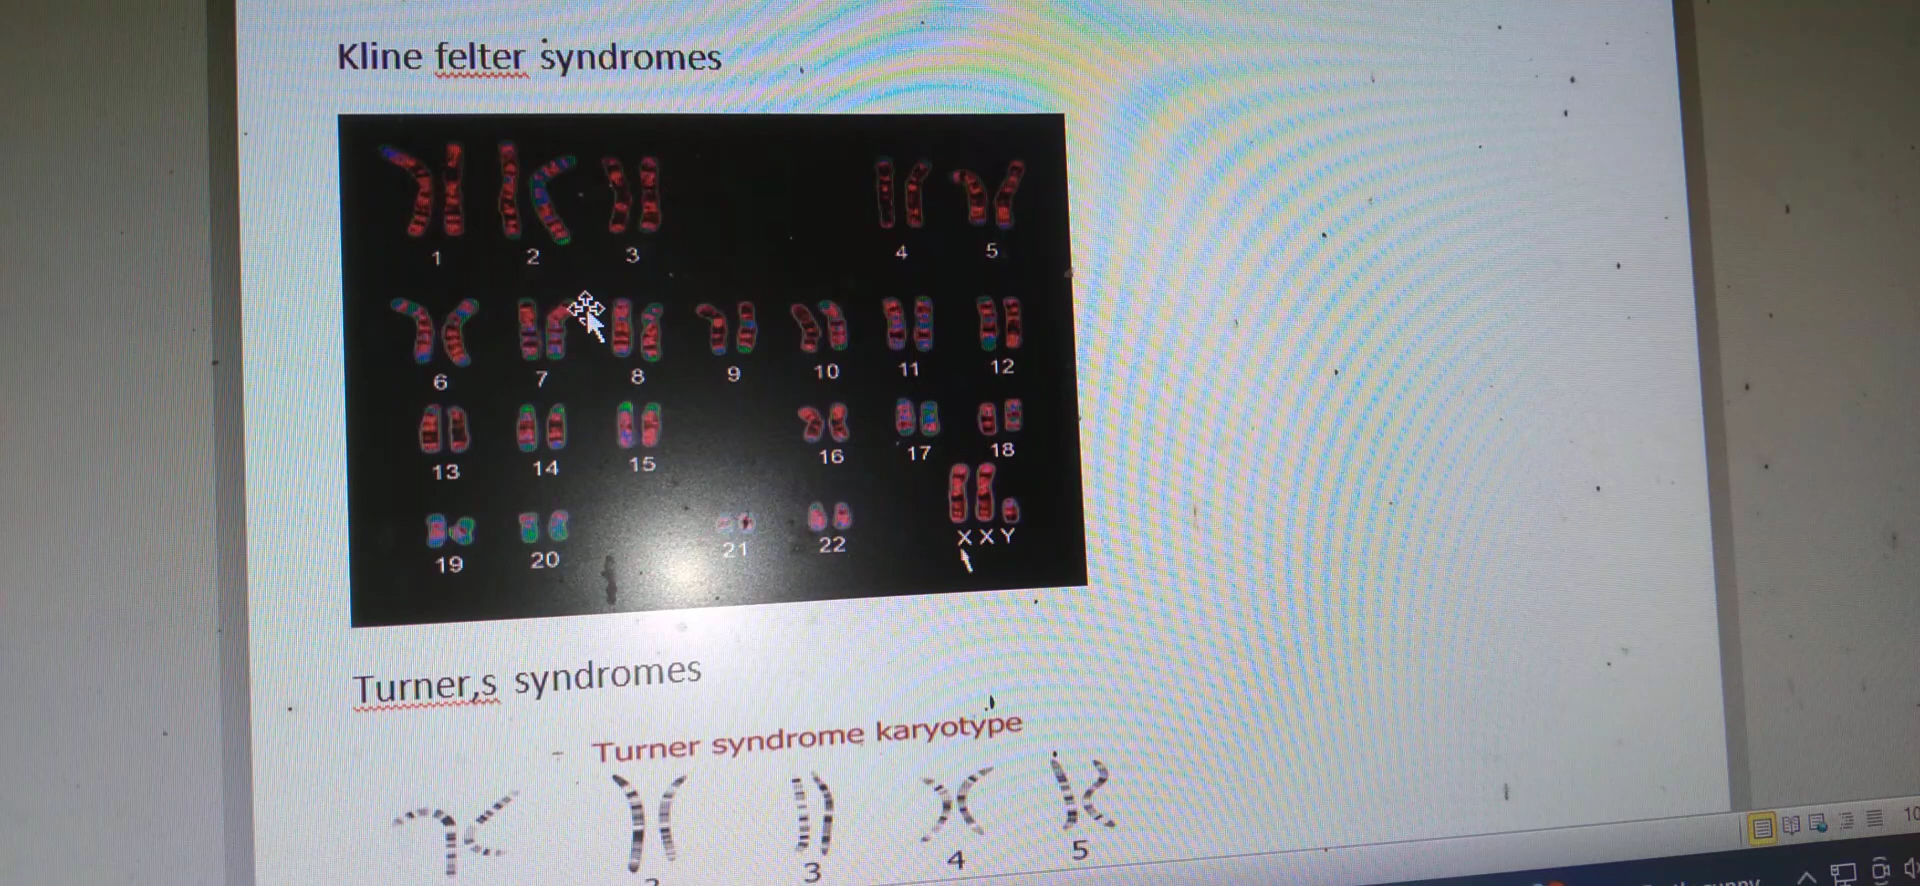 Kline felter syndromes
1 2 3 4 5
6 7 8 9 10 11 12
13 14 15 16 17 18
19 20 21 22 X X Y
Turner,s syndromes
Turner syndrome karyotype
3 4 5